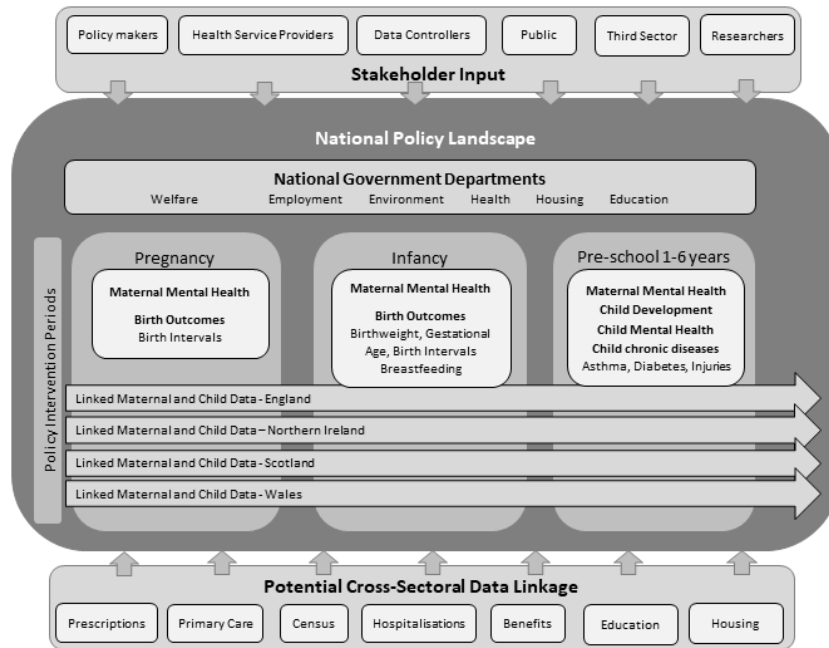 Policy makers
Health Service Providers
Data Controllers
Public
Third Sector
Researchers
Stakeholder Input
National Policy Landscape
National Government Departments
Welfare Employment Environment Health Housing Education
Policy Intervention Periods
Pregnancy
Maternal Mental Health
Birth Outcomes
Birth Intervals
Infancy
Maternal Mental Health
Birth Outcomes
Birthweight, Gestational
Age, Birth Intervals
Breastfeeding
Pre-school 1-6 years
Maternal Mental Health
Child Development
Child Mental Health
Child chronic diseases
Asthma, Diabetes, Injuries
Linked Maternal and Child Data - England
Linked Maternal and Child Data – Northern Ireland
Linked Maternal and Child Data - Scotland
Linked Maternal and Child Data - Wales
Potential Cross-Sectoral Data Linkage
Prescriptions
Primary Care
Census
Hospitalisations
Benefits
Education
Housing